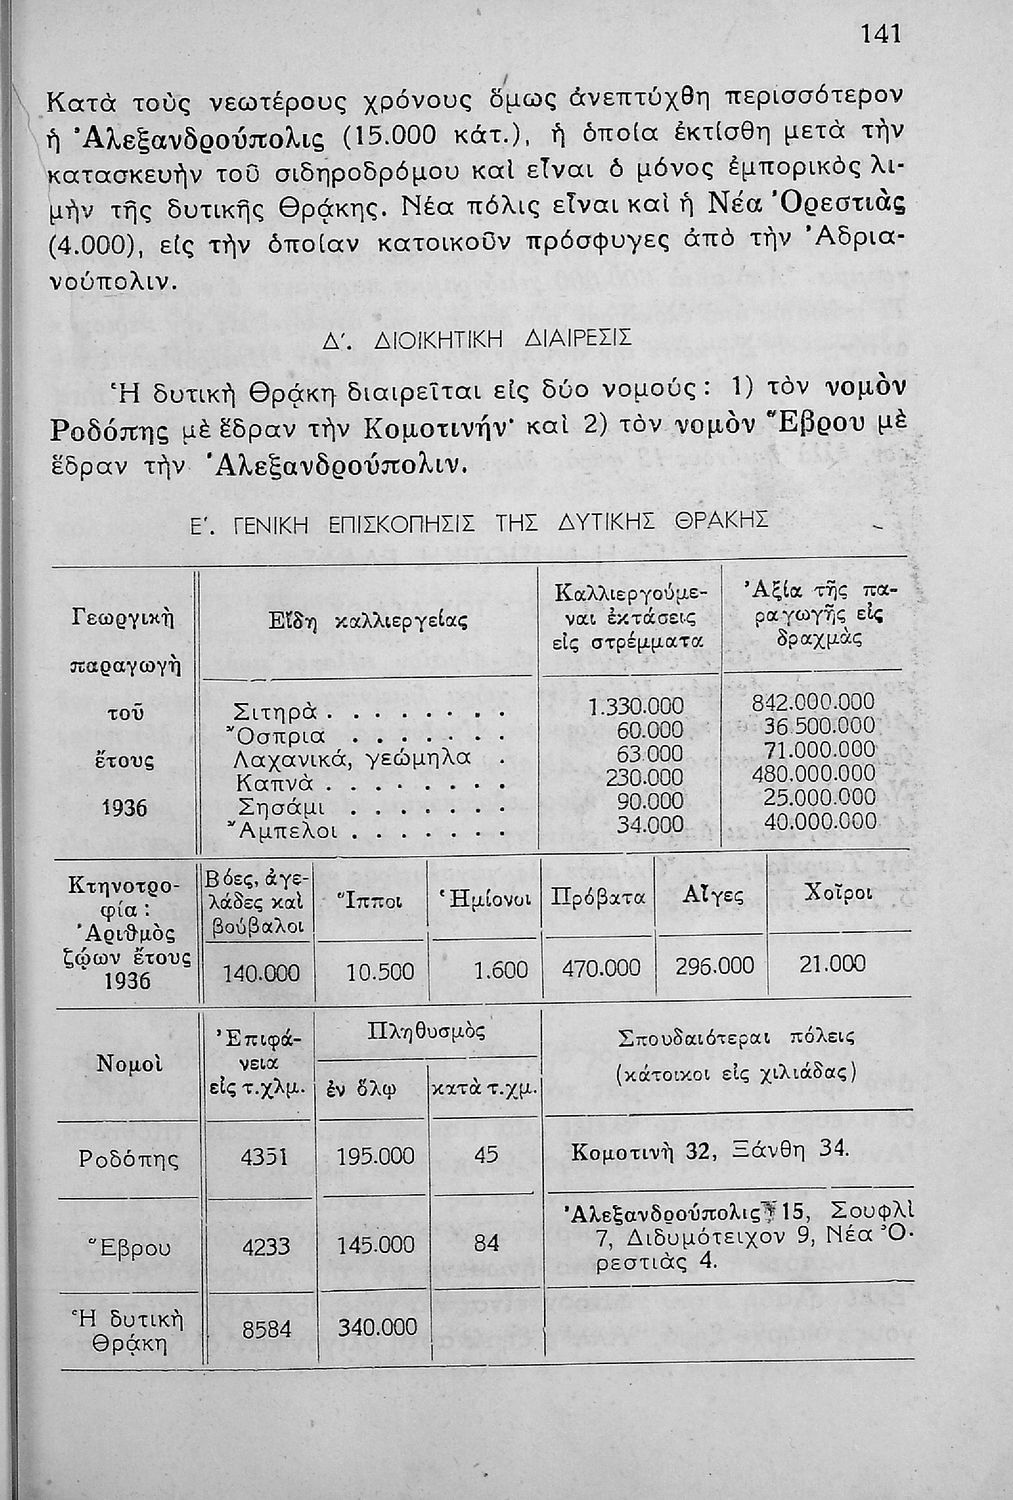 141
Κατὰ τοὺς νεωτέρους χρόνους ὅμως ἀνεπτύχθη περισσότερον
ἡ Ἀλεξανδρούπολις (15.000 κάτ.), ἡ ὁποία ἐκτίσθη μετὰ τὴν
κατασκευὴν τοῦ σιδηροδρόμου καὶ εἶναι ὁ μόνος ἐμπορικὸς λι-
μὴν τῆς δυτικῆς Θρᾴκης. Νέα πόλις εἶναι καὶ ἡ Νέα Ὀρεστιὰς
(4.000), εἰς τὴν ὁποίαν κατοικοῦν πρόσφυγες ἀπὸ τὴν Ἀδρια-
νούπολιν.
Δ΄. ΔΙΟΙΚΗΤΙΚΗ ΔΙΑΙΡΕΣΙΣ
Ἡ δυτικὴ Θρᾴκη διαιρεῖται εἰς δύο νομούς : 1) τὸν νομὸν
Ροδόπης μὲ ἕδραν τὴν Κομοτινήν· καὶ 2) τὸν νομὸν Ἕβρου μὲ
ἕδραν τὴν Ἀλεξανδρούπολιν.
Ε΄. ΓΕΝΙΚΗ ΕΠΙΣΚΟΠΗΣΙΣ ΤΗΣ ΔΥΤΙΚΗΣ ΘΡΑΚΗΣ
Γεωργικὴ
παραγωγὴ
τοῦ
ἔτους
1936
Εἴδη καλλιεργείας
Καλλιεργούμε-
ναι ἐκτάσεις
εἰς στρέμματα
Ἀξία τῆς πα-
ραγωγῆς εἰς
δραχμὰς
Σιτηρὰ . . . . . . . . 1.330.000 842.000.000
Ὄσπρια . . . . . . . 60.000 36.500.000
Λαχανικά, γεώμηλα . 63.000 71.000.000
Καπνὰ . . . . . . . . 230.000 480.000.000
Σησάμι . . . . . . . 90.000 25.000.000
Ἄμπελοι . . . . . . . 34.000 40.000.000
Κτηνοτρο-
φία :
Ἀριθμὸς
ζῴων ἔτους
1936
Βόες, ἀγε-
λάδες καὶ
βούβαλοι
Ἵπποι Ἡμίονοι Πρόβατα Αἶγες Χοῖροι
140.000 10.500 1.600 470.000 296.000 21.000
Νομοὶ
Ἐπιφά-
νεια
εἰς τ.χλμ.
Πληθυσμὸς
ἐν ὅλῳ κατὰ τ.χμ.
Σπουδαιότεραι πόλεις
(κάτοικοι εἰς χιλιάδας)
Ροδόπης 4351 195.000 45 Κομοτινὴ 32, Ξάνθη 34.
Ἕβρου 4233 145.000 84 Ἀλεξανδρούπολις 15, Σουφλὶ
7, Διδυμότειχον 9, Νέα Ὀ-
ρεστιὰς 4.
Ἡ δυτικὴ
Θρᾴκη
8584 340.000